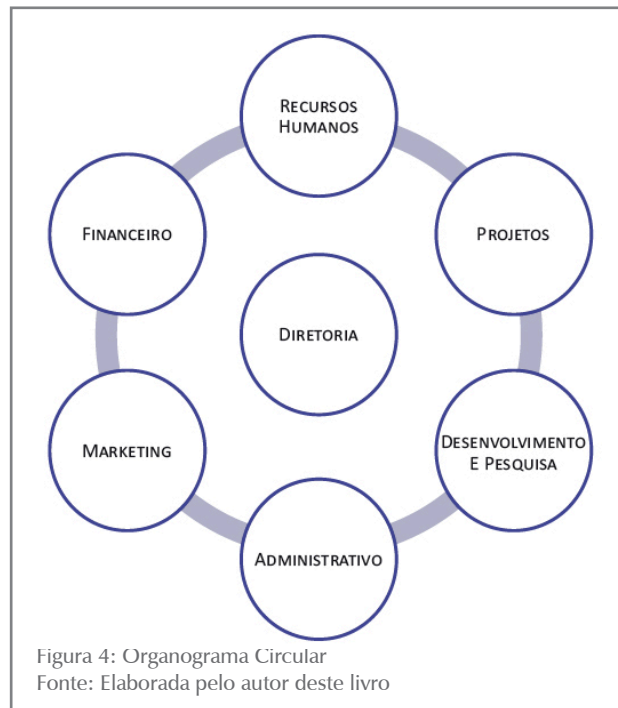 RECURSOS
HUMANOS
FINANCEIRO
PROJETOS
DIRETORIA
MARKETING
DESENVOLVIMENTO
E PESQUISA
ADMINISTRATIVO
Figura 4: Organograma Circular
Fonte: Elaborada pelo autor deste livro